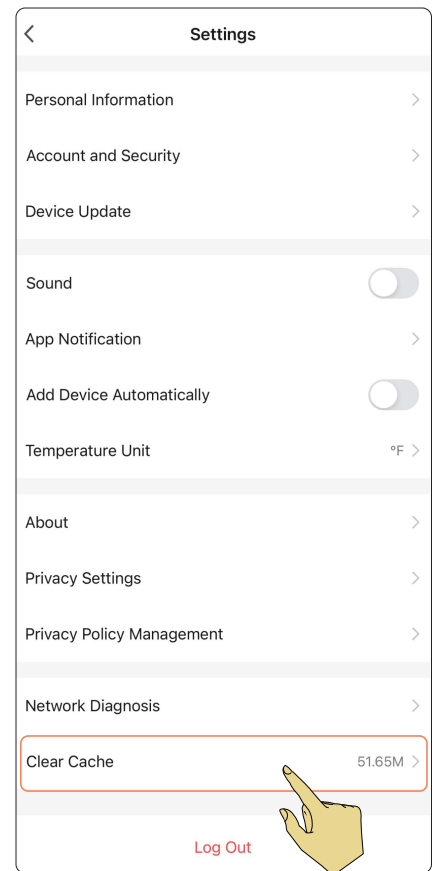 Settings
Personal Information
Account and Security
Device Update
Sound
App Notification
Add Device Automatically
Temperature Unit °F
About
Privacy Settings
Privacy Policy Management
Network Diagnosis
Clear Cache 51.65M
Log Out